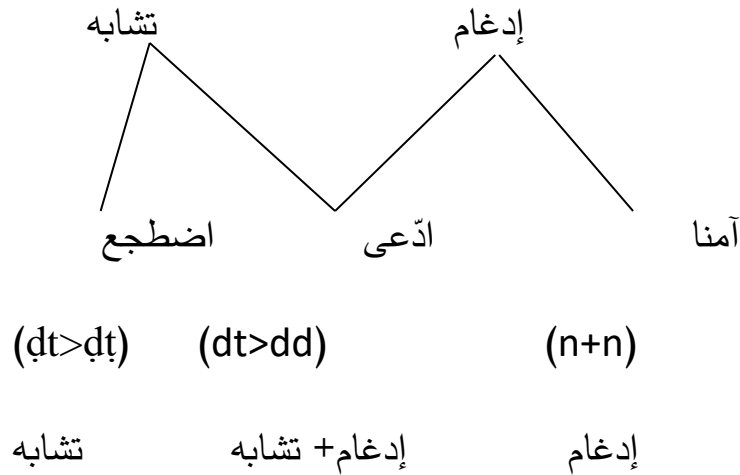 إدغام تشابه
آمنا ادّعى اضطجع
(n+n) (dt>dd) (ḍt>ḍṭ)
إدغام إدغام+ تشابه تشابه